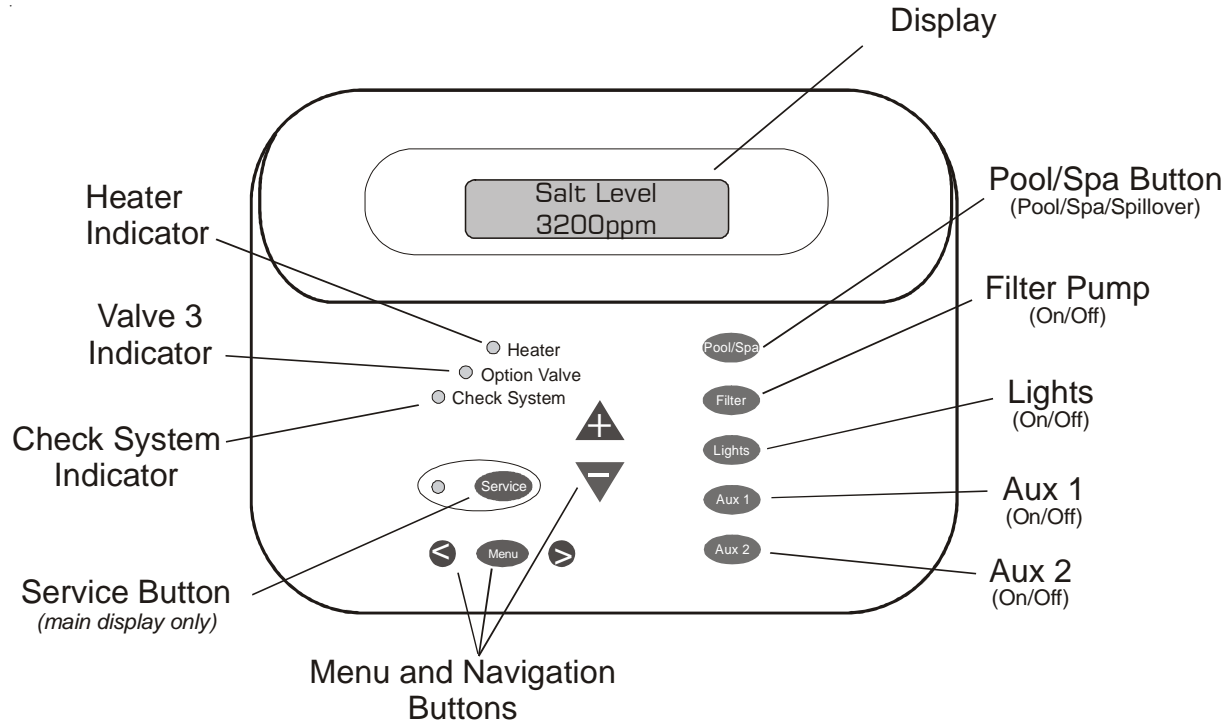 Display
Salt Level
3200ppm
Heater
Indicator
Pool/Spa Button
(Pool/Spa/Spillover)
Filter Pump
(On/Off)
Valve 3
Indicator
Heater
Option Valve
Check System
Pool/Spa
Filter
Lights
Aux 1
Aux 2
Lights
(On/Off)
+
−
Check System
Indicator
Service
Aux 1
(On/Off)
<
Menu
>
Aux 2
(On/Off)
Service Button
(main display only)
Menu and Navigation
Buttons